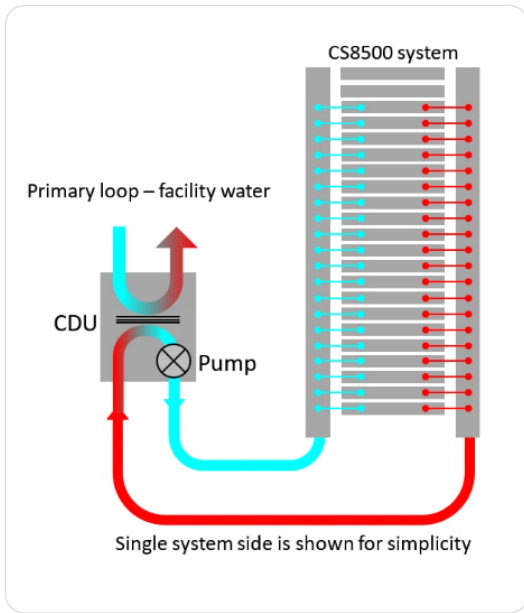 CS8500 system
Primary loop – facility water
CDU
Pump
Single system side is shown for simplicity